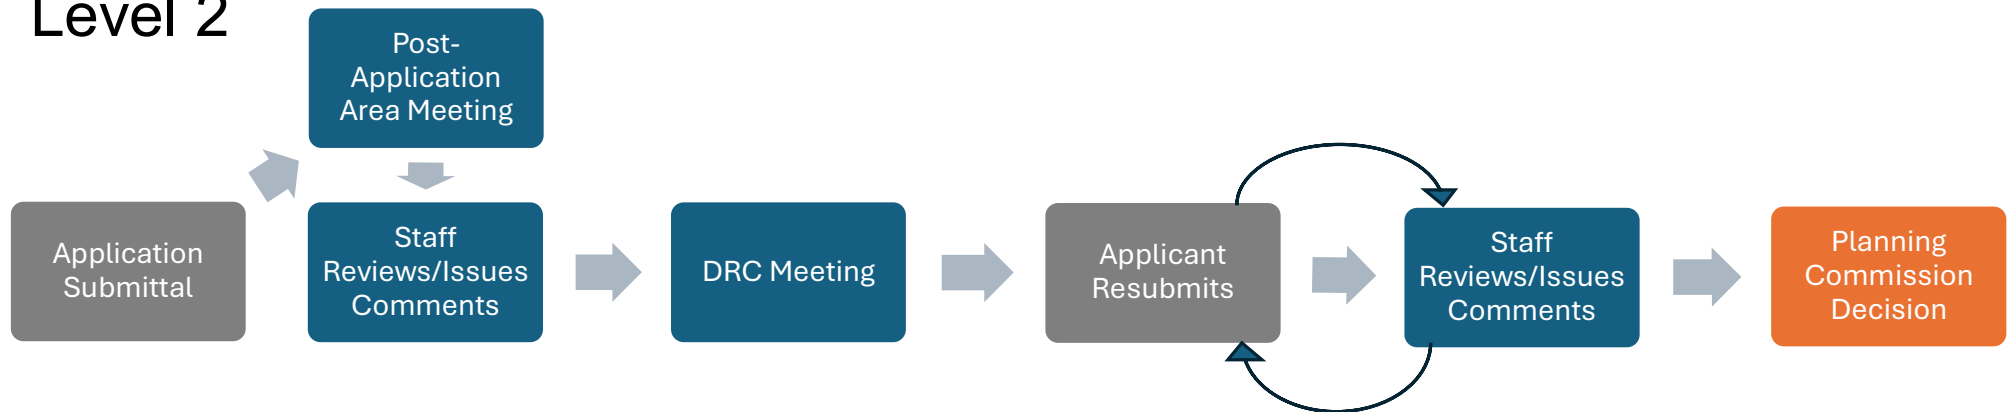 Level 2
Post-
Application
Area Meeting
Application
Submittal
Staff
Reviews/Issues
Comments
DRC Meeting
Applicant
Resubmits
Staff
Reviews/Issues
Comments
Planning
Commission
Decision